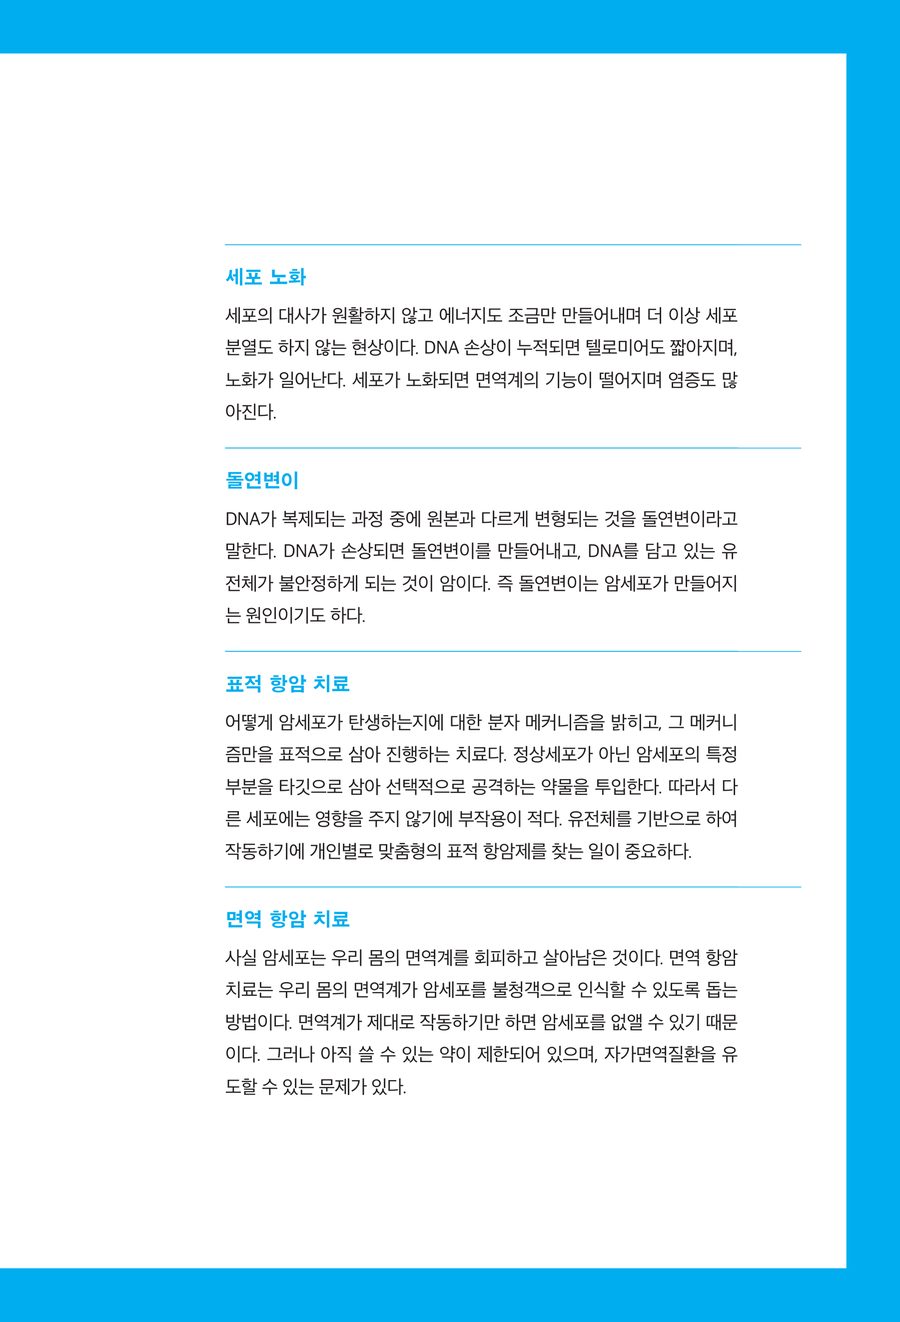 세포 노화
세포의 대사가 원활하지 않고 에너지도 조금만 만들어내며 더 이상 세포
분열도 하지 않는 현상이다. DNA 손상이 누적되면 텔로미어도 짧아지며,
노화가 일어난다. 세포가 노화되면 면역계의 기능이 떨어지며 염증도 많
아진다.
돌연변이
DNA가 복제되는 과정 중에 원본과 다르게 변형되는 것을 돌연변이라고
말한다. DNA가 손상되면 돌연변이를 만들어내고, DNA를 담고 있는 유
전체가 불안정하게 되는 것이 암이다. 즉 돌연변이는 암세포가 만들어지
는 원인이기도 하다.
표적 항암 치료
어떻게 암세포가 탄생하는지에 대한 분자 메커니즘을 밝히고, 그 메커니
즘만을 표적으로 삼아 진행하는 치료다. 정상세포가 아닌 암세포의 특정
부분을 타깃으로 삼아 선택적으로 공격하는 약물을 투입한다. 따라서 다
른 세포에는 영향을 주지 않기에 부작용이 적다. 유전체를 기반으로 하여
작동하기에 개인별로 맞춤형의 표적 항암제를 찾는 일이 중요하다.
면역 항암 치료
사실 암세포는 우리 몸의 면역계를 회피하고 살아남은 것이다. 면역 항암
치료는 우리 몸의 면역계가 암세포를 불청객으로 인식할 수 있도록 돕는
방법이다. 면역계가 제대로 작동하기만 하면 암세포를 없앨 수 있기 때문
이다. 그러나 아직 쓸 수 있는 약이 제한되어 있으며, 자가면역질환을 유
도할 수 있는 문제가 있다.